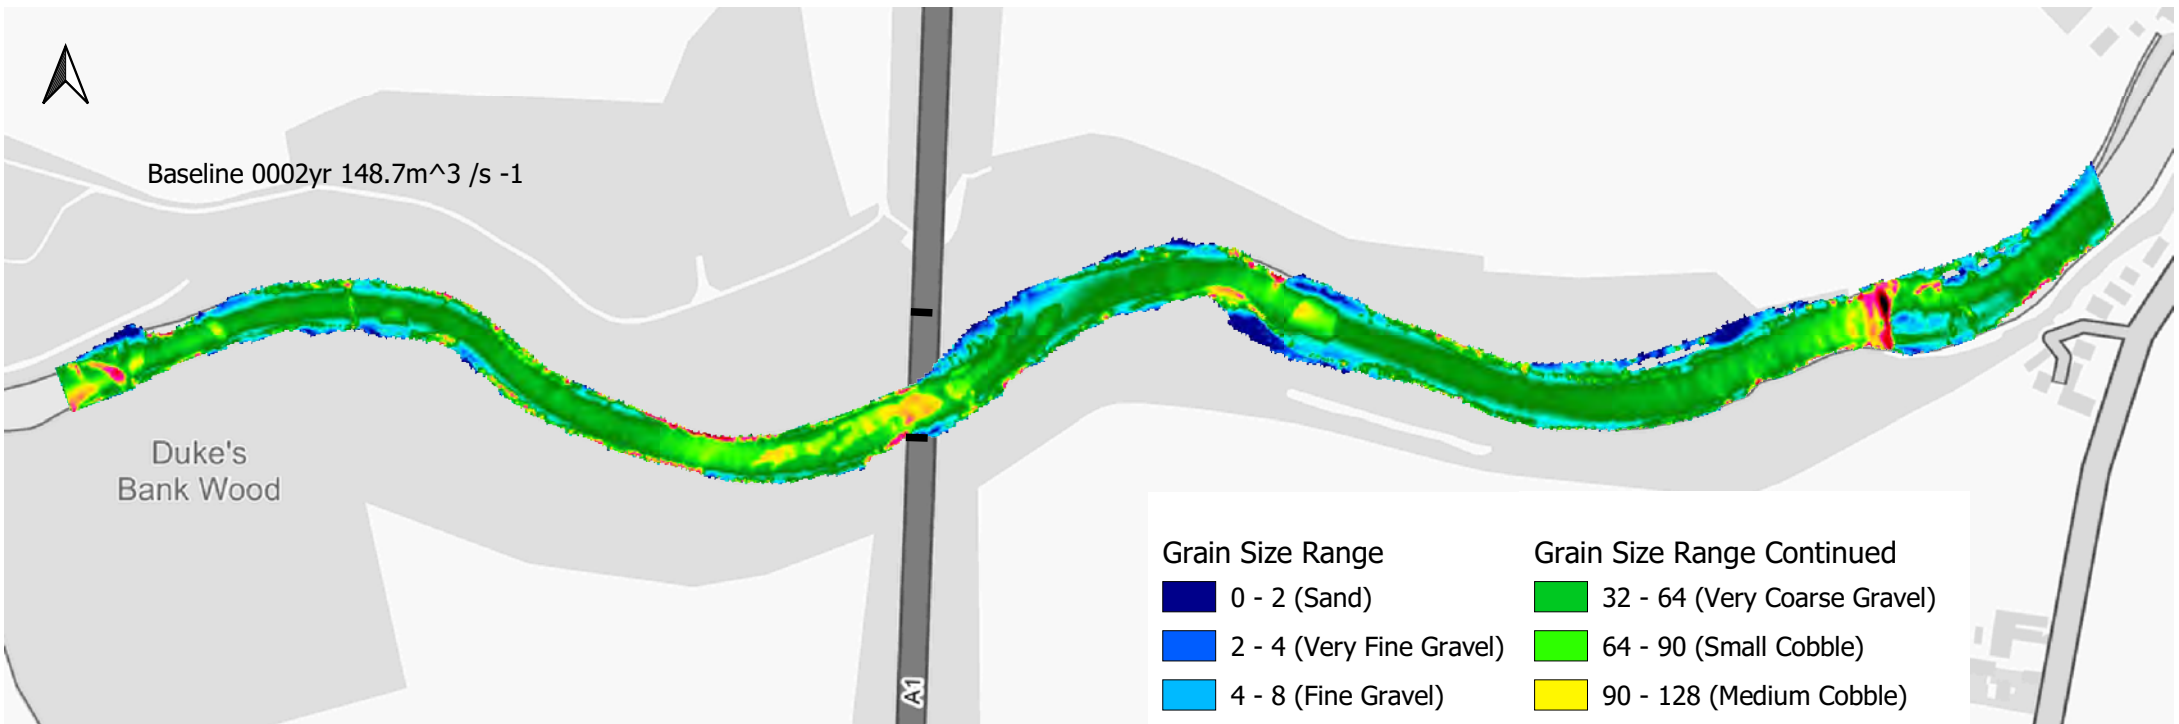 Baseline 0002yr 148.7m^3 /s -1
Duke's
Bank Wood
A1
Grain Size Range
0 - 2 (Sand)
2 - 4 (Very Fine Gravel)
4 - 8 (Fine Gravel)
Grain Size Range Continued
32 - 64 (Very Coarse Gravel)
64 - 90 (Small Cobble)
90 - 128 (Medium Cobble)